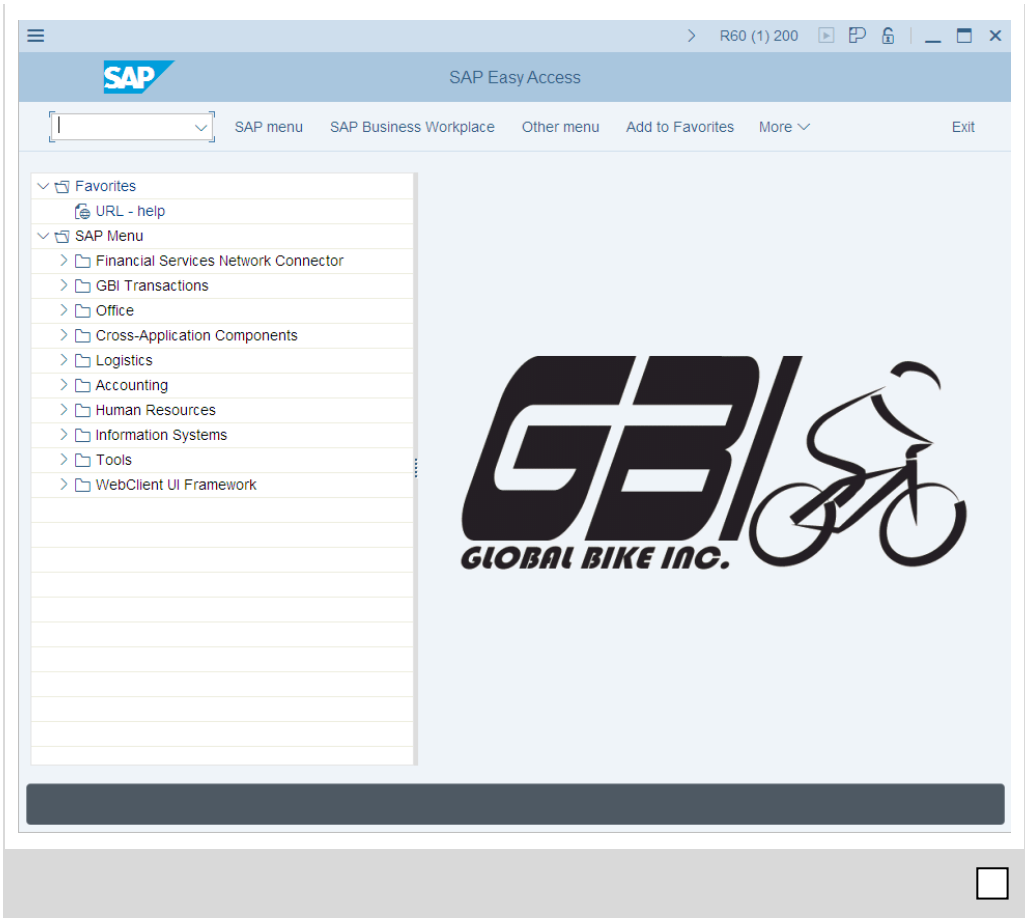 R60 (1) 200
SAP SAP Easy Access
SAP menu SAP Business Workplace Other menu Add to Favorites More Exit
Favorites
URL - help
SAP Menu
Financial Services Network Connector
GBI Transactions
Office
Cross-Application Components
Logistics
Accounting
Human Resources
Information Systems
Tools
WebClient UI Framework
GBI
GLOBAL BIKE INC.